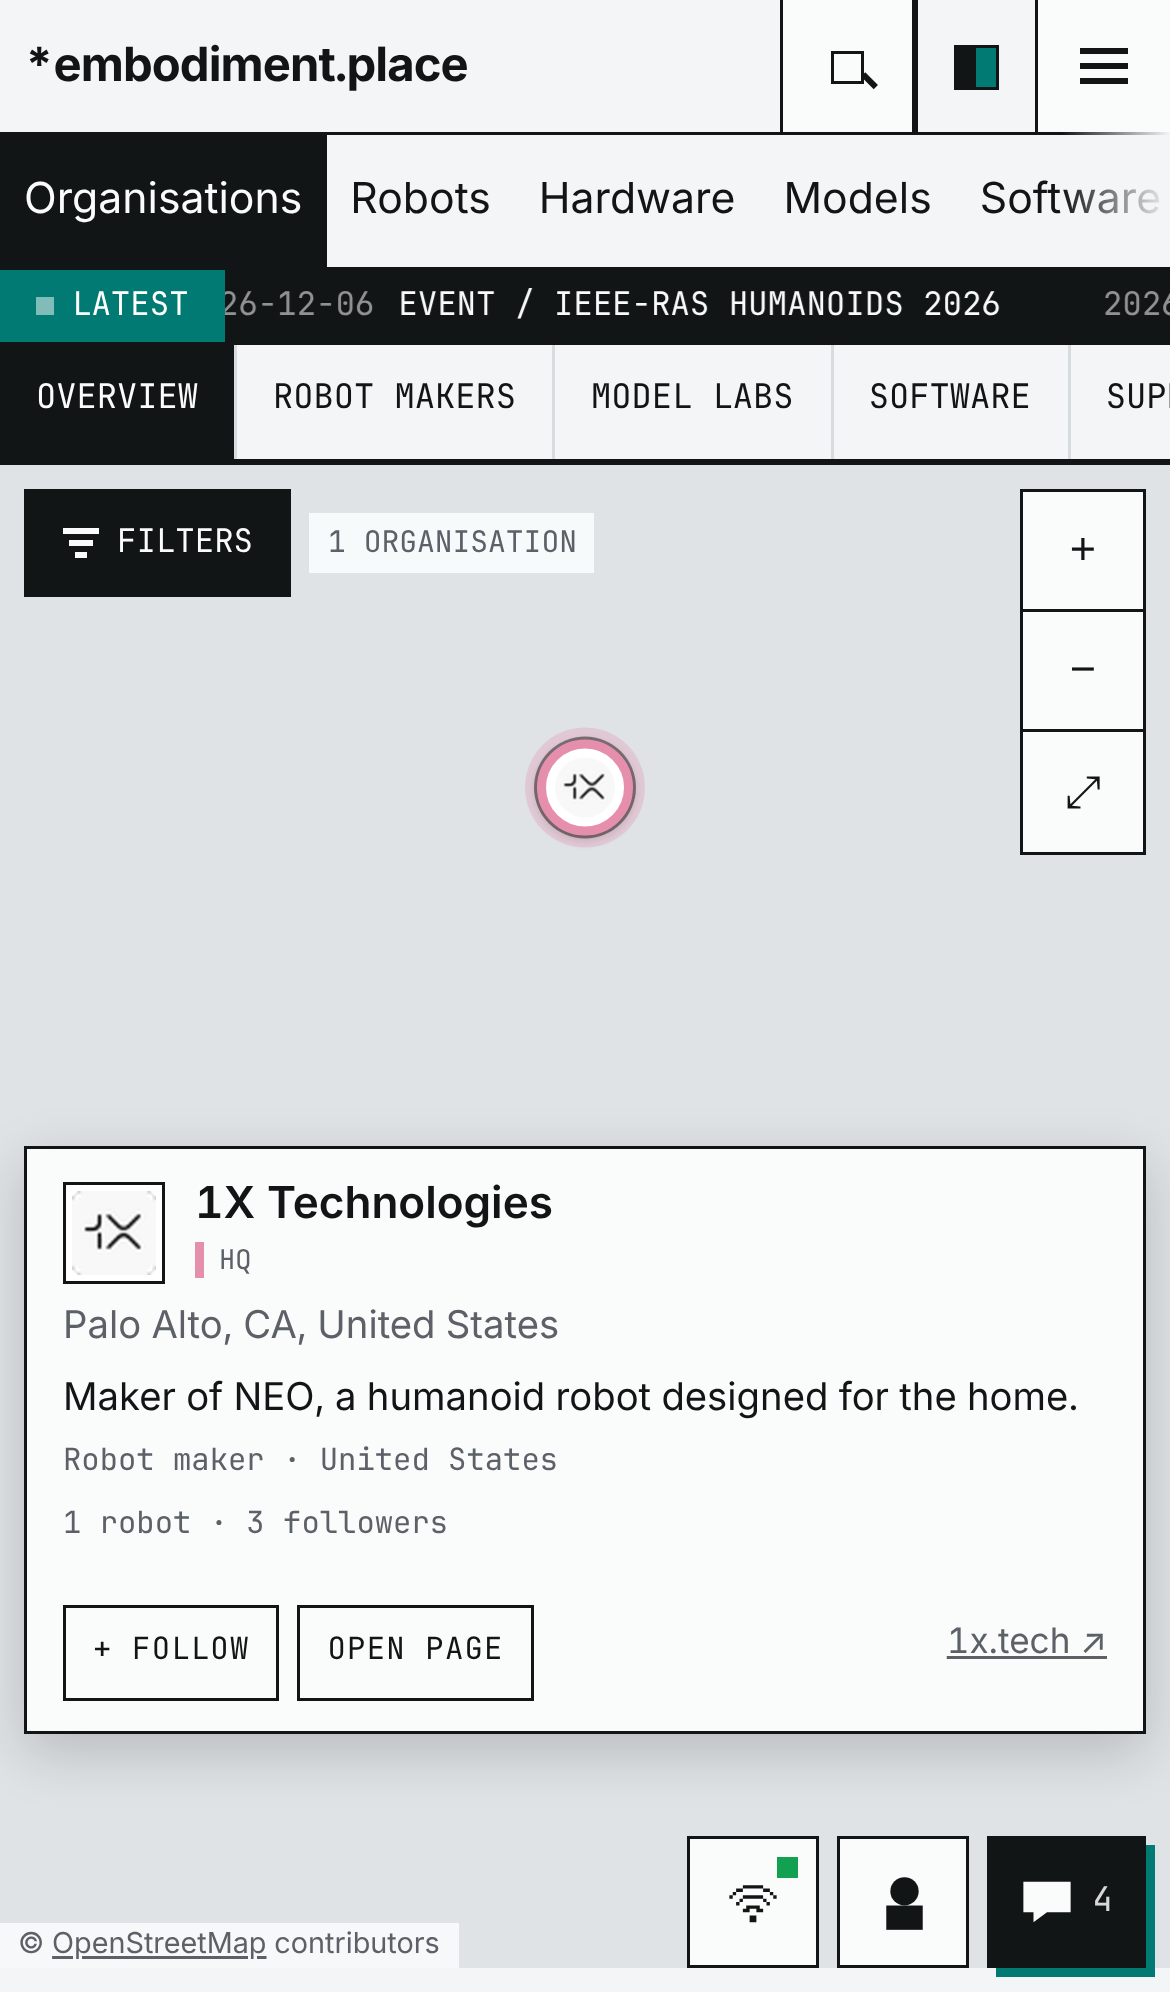 *embodiment.place
Organisations Robots Hardware Models Software
LATEST 26-12-06 EVENT / IEEE-RAS HUMANOIDS 2026 2026
OVERVIEW ROBOT MAKERS MODEL LABS SOFTWARE
FILTERS 1 ORGANISATION
+
−
1X Technologies
HQ
Palo Alto, CA, United States
Maker of NEO, a humanoid robot designed for the home.
Robot maker · United States
1 robot · 3 followers
+ FOLLOW OPEN PAGE 1x.tech ↗
4
© OpenStreetMap contributors